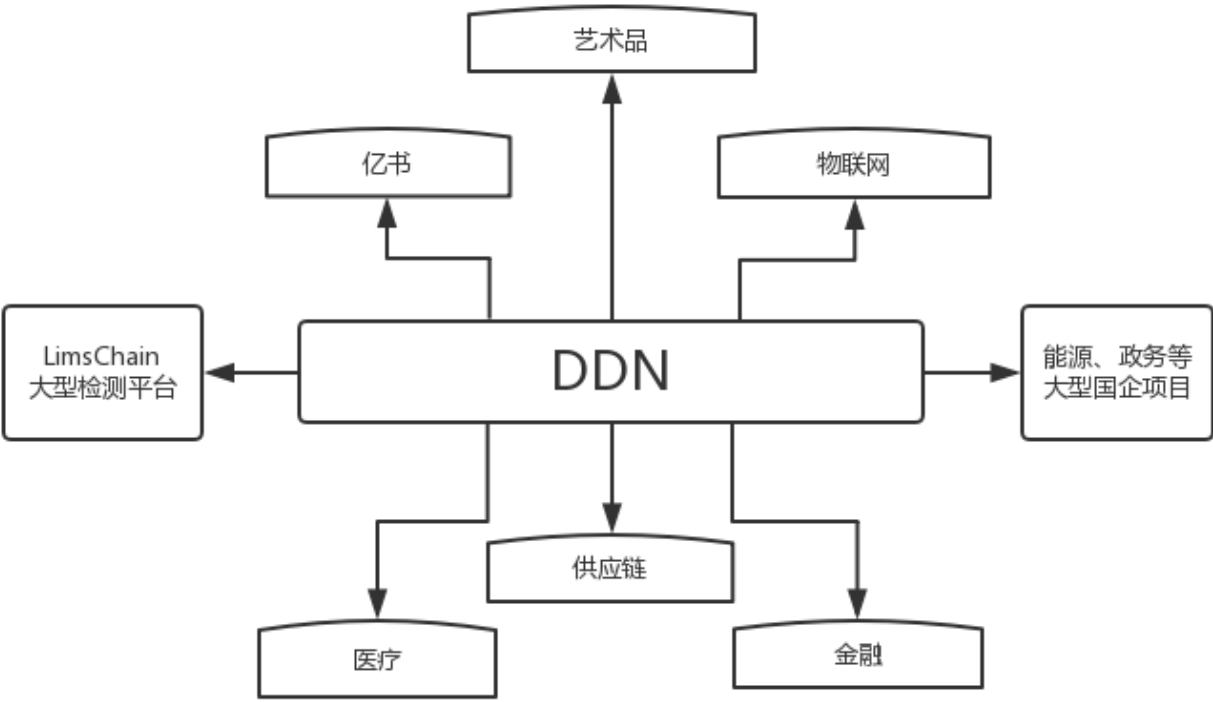 艺术品
亿书
物联网
LimsChain
大型检测平台
DDN
能源、政务等
大型国企项目
供应链
医疗
金融